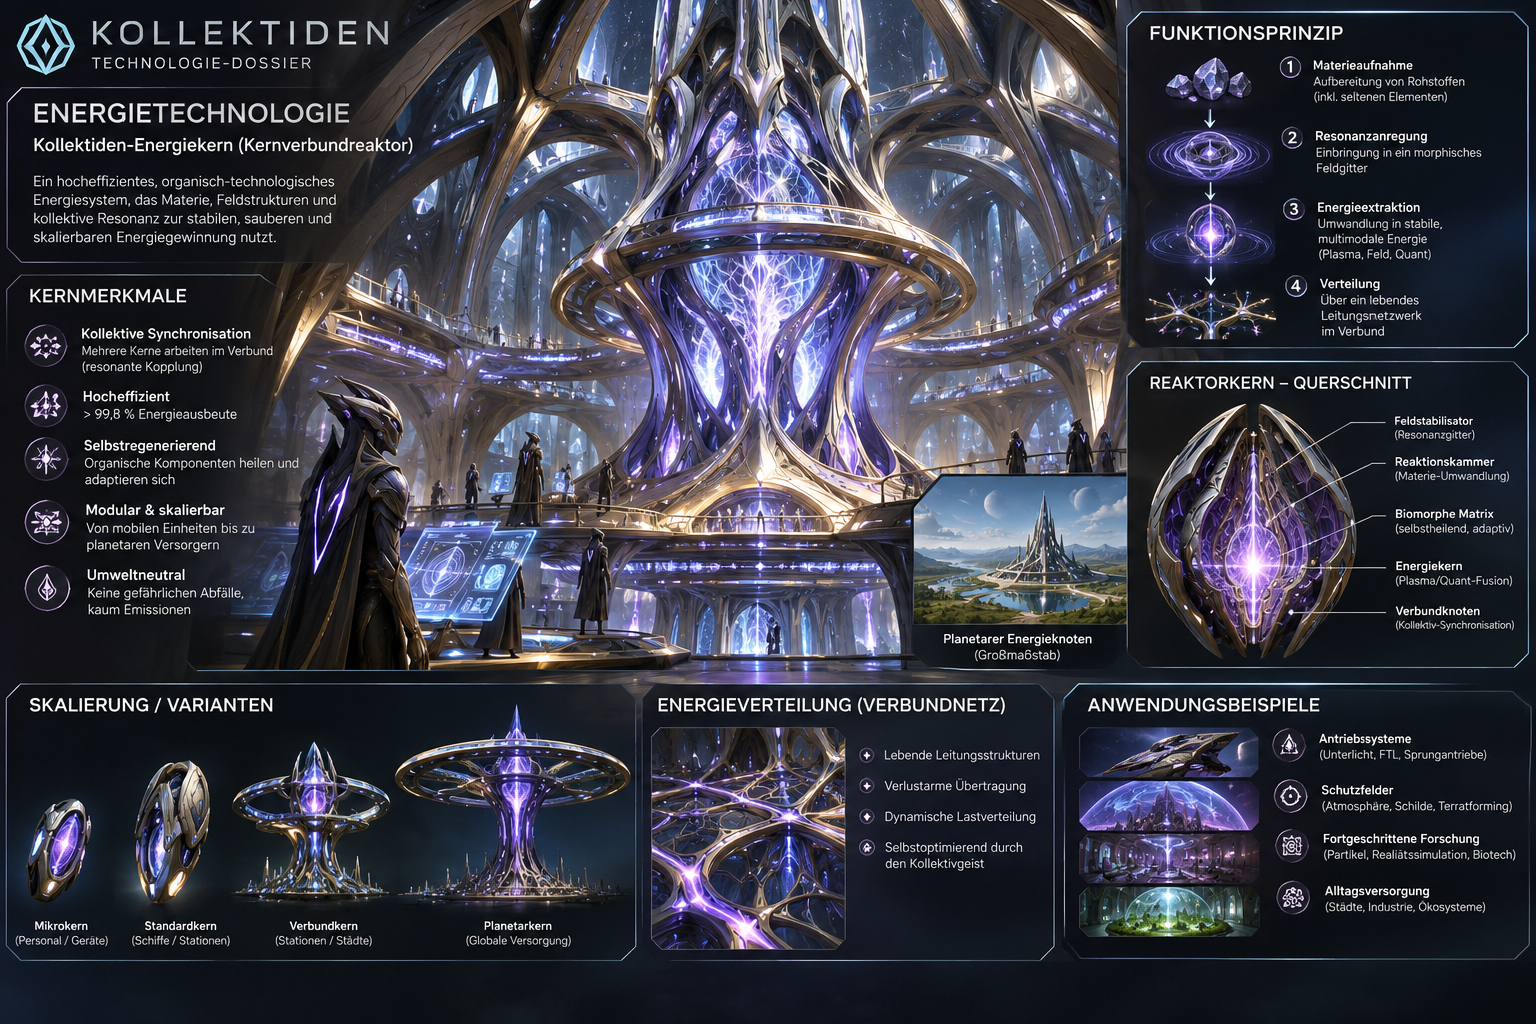 KOLLEKTIDEN
TECHNOLOGIE-DOSSIER
ENERGIETECHNOLOGIE
Kollektiden-Energiekern (Kernverbundreaktor)
Ein hocheffizientes, organisch-technologisches
Energiesystem, das Materie, Feldstrukturen und
kollektive Resonanz zur stabilen, sauberen und
skalierbaren Energiegewinnung nutzt.
KERNMERKMALE
Kollektive Synchronisation
Mehrere Kerne arbeiten im Verbund
(resonante Kopplung)
Hocheffizient
> 99,8 % Energieausbeute
Selbstregenerierend
Organische Komponenten heilen und
adaptieren sich
Modular & skalierbar
Von mobilen Einheiten bis zu
planetaren Versorgern
Umweltneutral
Keine gefährlichen Abfälle,
kaum Emissionen
Planetarer Energieknoten
(Großmaßstab)
FUNKTIONSPRINZIP
1 Materieaufnahme
Aufbereitung von Rohstoffen
(inkl. seltenen Elementen)
2 Resonanzanregung
Einbringung in ein morphisches
Feldgitter
3 Energieextraktion
Umwandlung in stabile,
multimodale Energie
(Plasma, Feld, Quant)
4 Verteilung
Über ein lebendes
Leitungsnetzwerk
im Verbund
REAKTORKERN – QUERSCHNITT
Feldstabilisator
(Resonanzgitter)
Reaktionskammer
(Materie-Umwandlung)
Biomorphe Matrix
(selbstheilend, adaptiv)
Energiekern
(Plasma/Quant-Fusion)
Verbundknoten
(Kollektiv-Synchronisation)
SKALIERUNG / VARIANTEN
Mikrokern
(Personal / Geräte)
Standardkern
(Schiffe / Stationen)
Verbundkern
(Stationen / Städte)
Planetarkern
(Globale Versorgung)
ENERGIEVERTEILUNG (VERBUNDNETZ)
Lebende Leitungsstrukturen
Verlustarme Übertragung
Dynamische Lastverteilung
Selbstoptimierend durch
den Kollektivgeist
ANWENDUNGSBEISPIELE
Antriebssysteme
(Unterlicht, FTL, Sprungantriebe)
Schutzfelder
(Atmosphäre, Schilde, Terratforming)
Fortgeschrittene Forschung
(Partikel, Realiätssimulation, Biotech)
Alltagsversorgung
(Städte, Industrie, Ökosysteme)